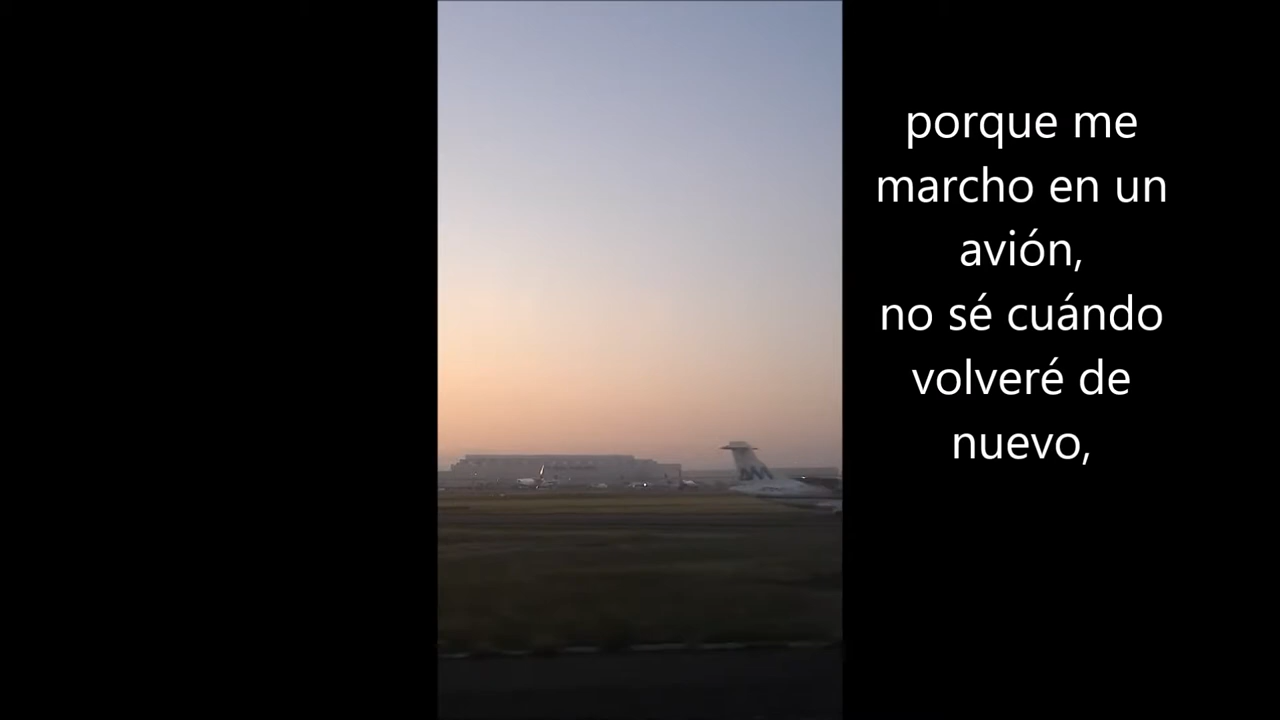 porque me
marcho en un
avión,
no sé cuándo
volveré de
nuevo,